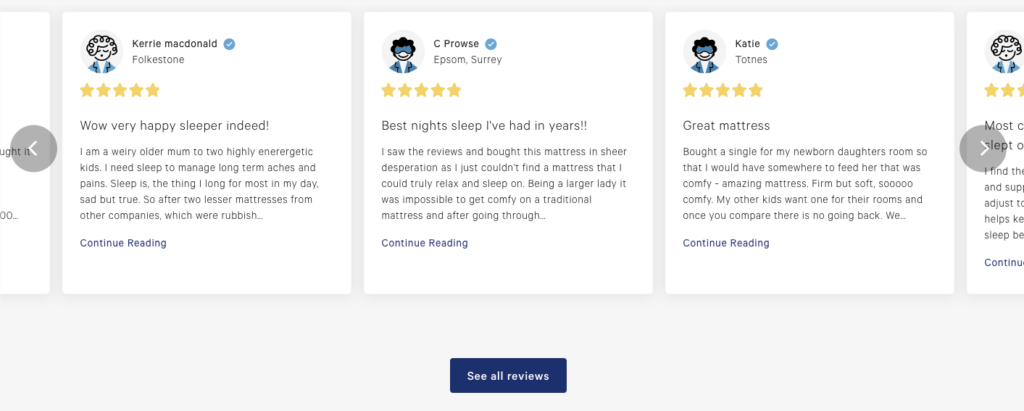 ught it
00...
Kerrie macdonald
Folkestone
Wow very happy sleeper indeed!
I am a weiry older mum to two highly enerergetic
kids. I need sleep to manage long term aches and
pains. Sleep is, the thing I long for most in my day,
sad but true. So after two lesser mattresses from
other companies, which were rubbish...
Continue Reading
C Prowse
Epsom, Surrey
Best nights sleep I've had in years!!
I saw the reviews and bought this mattress in sheer
desperation as I just couldn't find a mattress that I
could truly relax and sleep on. Being a larger lady it
was impossible to get comfy on a traditional
mattress and after going through...
Continue Reading
Katie
Totnes
Great mattress
Bought a single for my newborn daughters room so
that I would have somewhere to feed her that was
comfy - amazing mattress. Firm but soft, sooooo
comfy. My other kids want one for their rooms and
once you compare there is no going back. We...
Continue Reading
Most c
slept o
I find the
and supp
adjust to
helps ke
sleep be
Continu
See all reviews